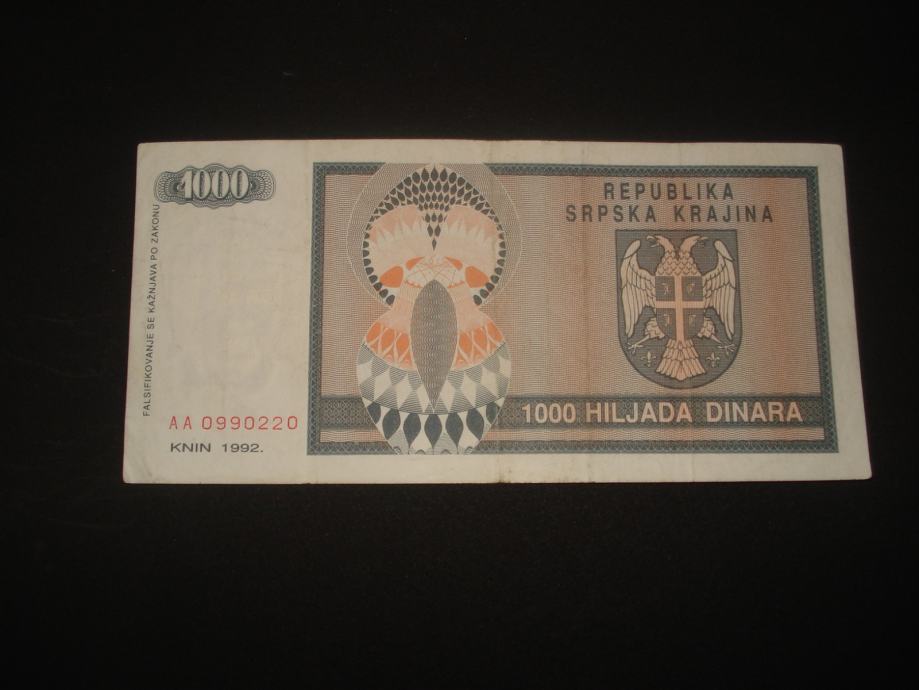 1000
FALSIFIKOVANJE SE KAŽNJAVA PO ZAKONU
AA 0990220
KNIN 1992.
REPUBLIKA
SRPSKA KRAJINA
1000 HILJADA DINARA